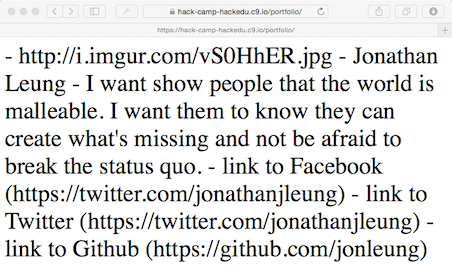 hack-camp-hackedu.c9.io/portfolio/
https://hack-camp-hackedu.c9.io/portfolio/
- http://i.imgur.com/vS0HhER.jpg - Jonathan
Leung - I want show people that the world is
malleable. I want them to know they can
create what's missing and not be afraid to
break the status quo. - link to Facebook
(https://twitter.com/jonathanjleung) - link to
Twitter (https://twitter.com/jonathanjleung) -
link to Github (https://github.com/jonleung)